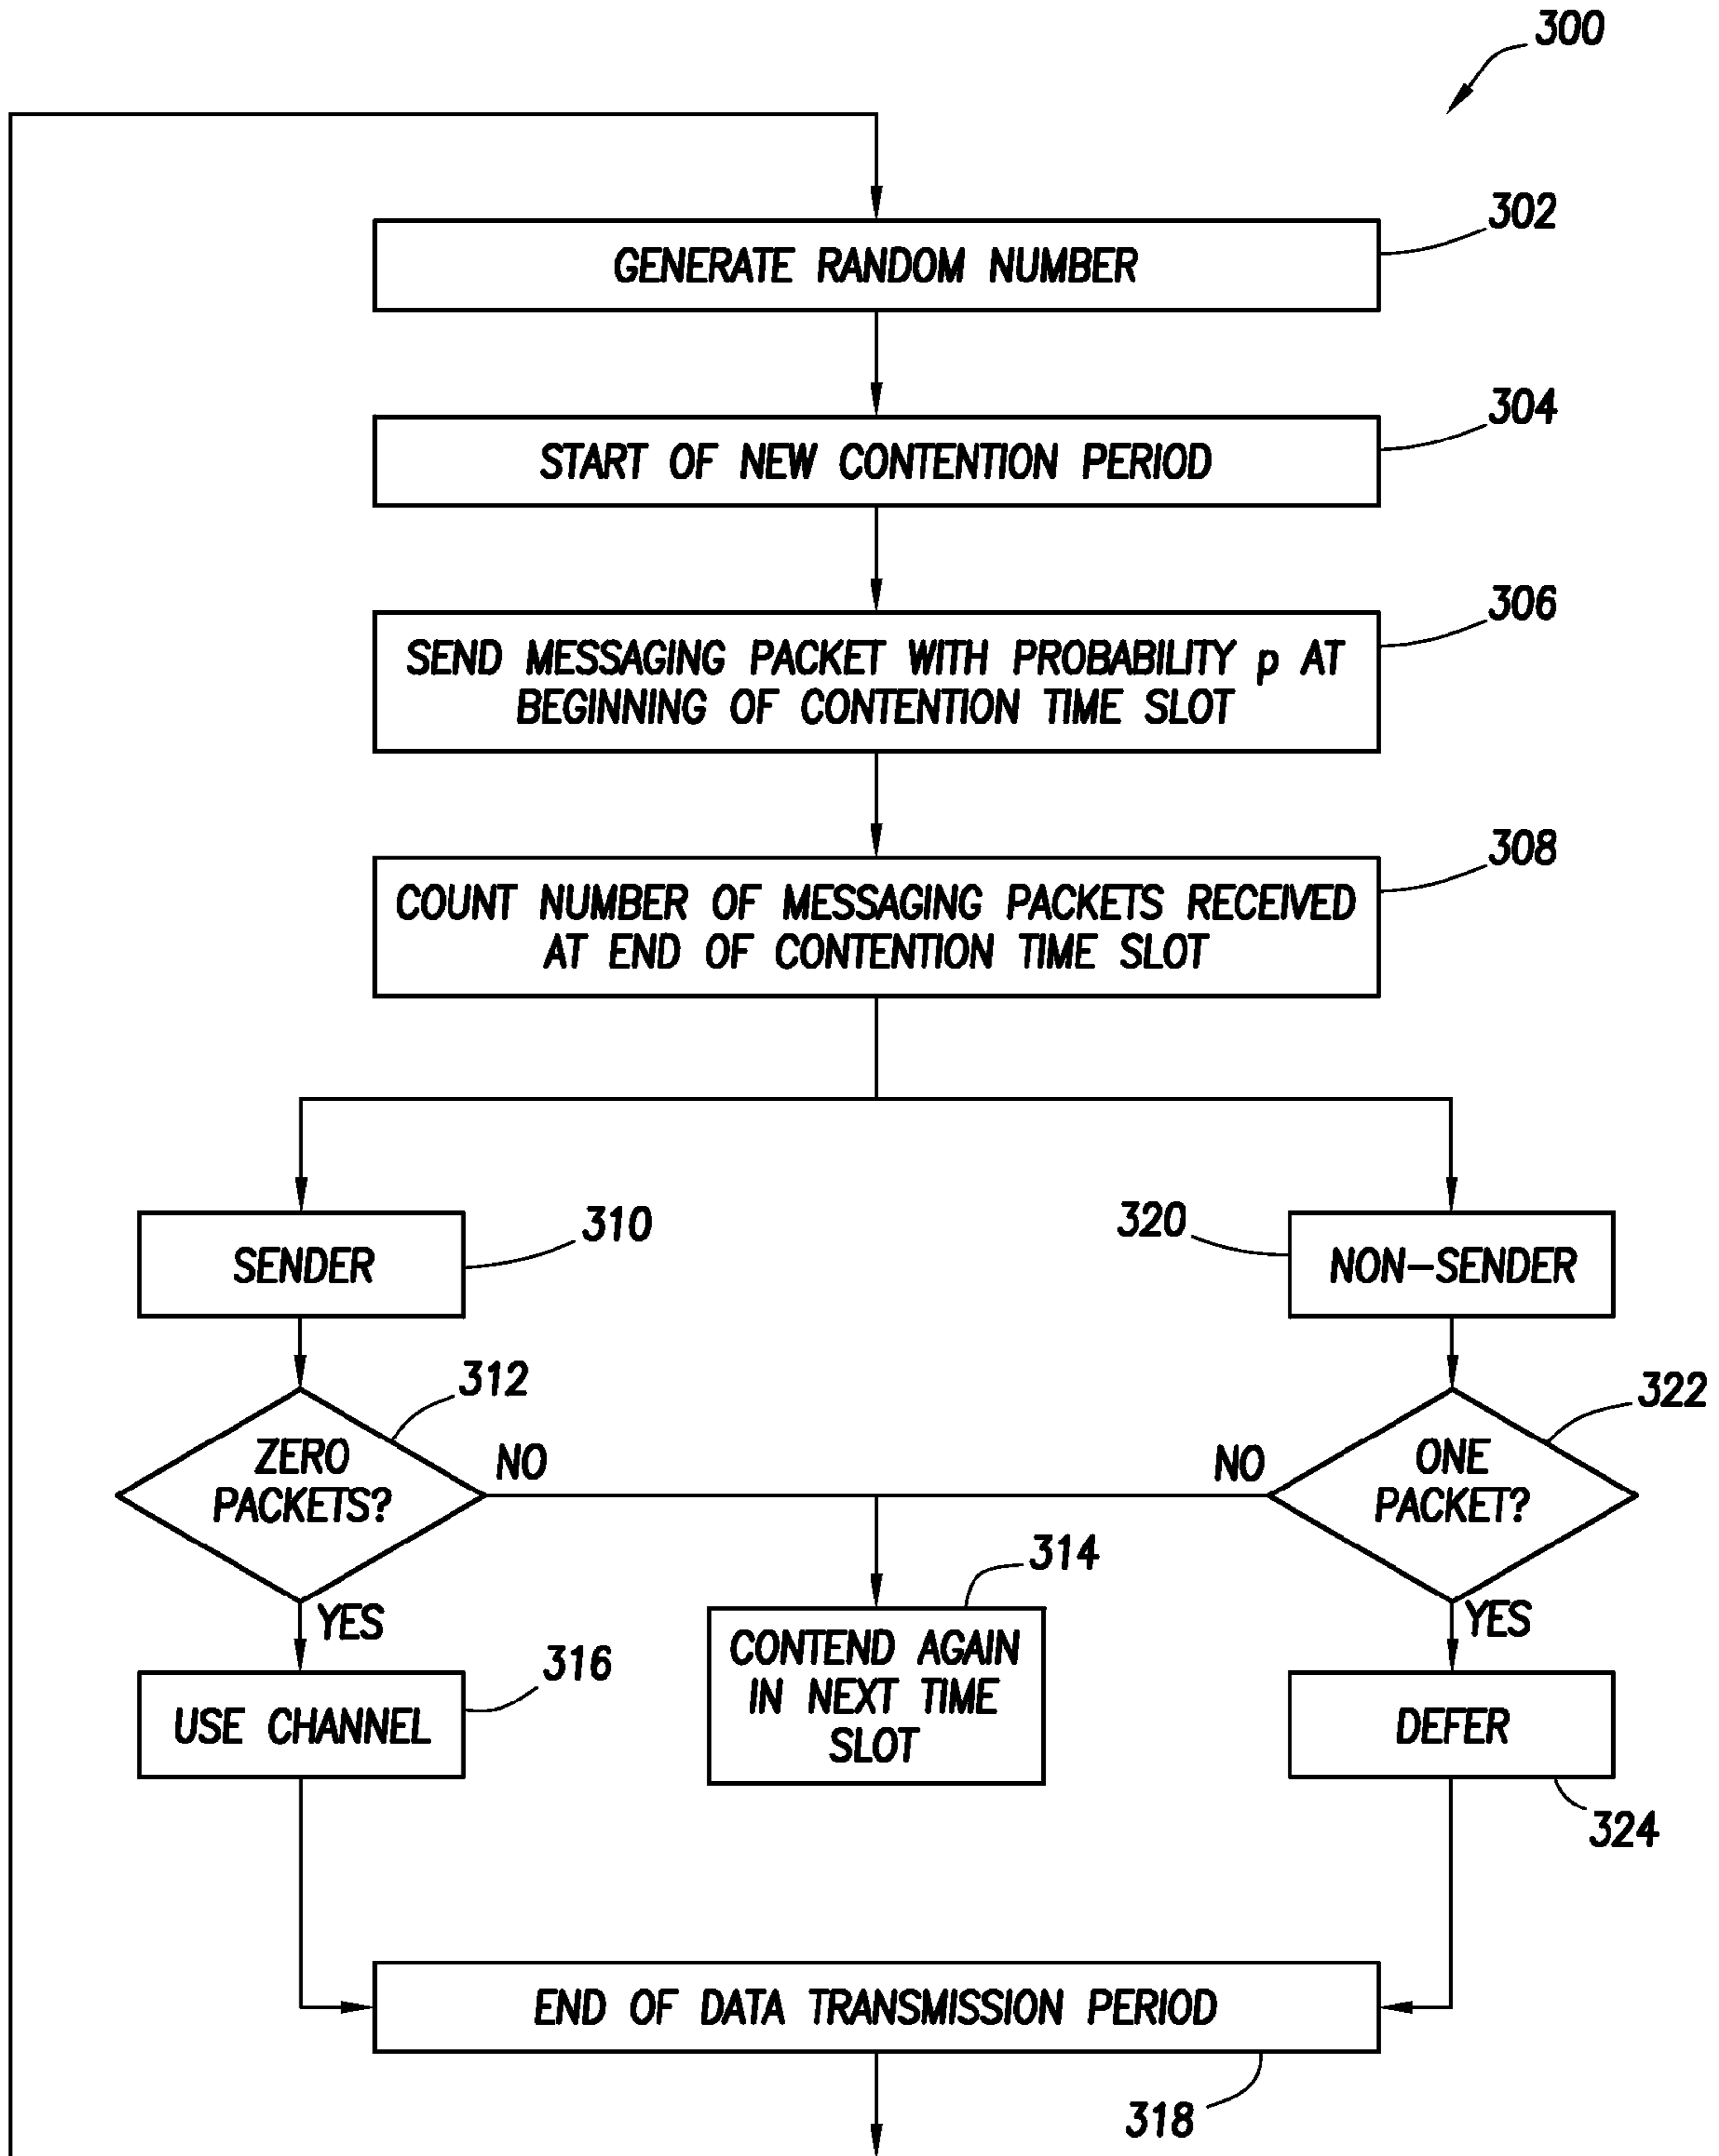 300
302
GENERATE RANDOM NUMBER
304
START OF NEW CONTENTION PERIOD
306
SEND MESSAGING PACKET WITH PROBABILITY p AT
BEGINNING OF CONTENTION TIME SLOT
308
COUNT NUMBER OF MESSAGING PACKETS RECEIVED
AT END OF CONTENTION TIME SLOT
310
SENDER
320
NON-SENDER
312
ZERO
PACKETS?
NO
YES
322
ONE
PACKET?
NO
YES
314
CONTEND AGAIN
IN NEXT TIME
SLOT
316
USE CHANNEL
DEFER
324
END OF DATA TRANSMISSION PERIOD
318